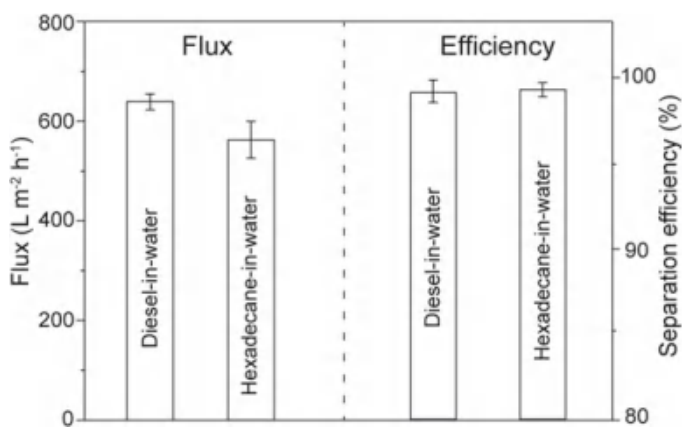 800
600
400
200
0
Flux (L m⁻² h⁻¹)
Flux
Efficiency
Diesel-in-water
Hexadecane-in-water
Diesel-in-water
Hexadecane-in-water
100
90
80
Separation efficiency (%)